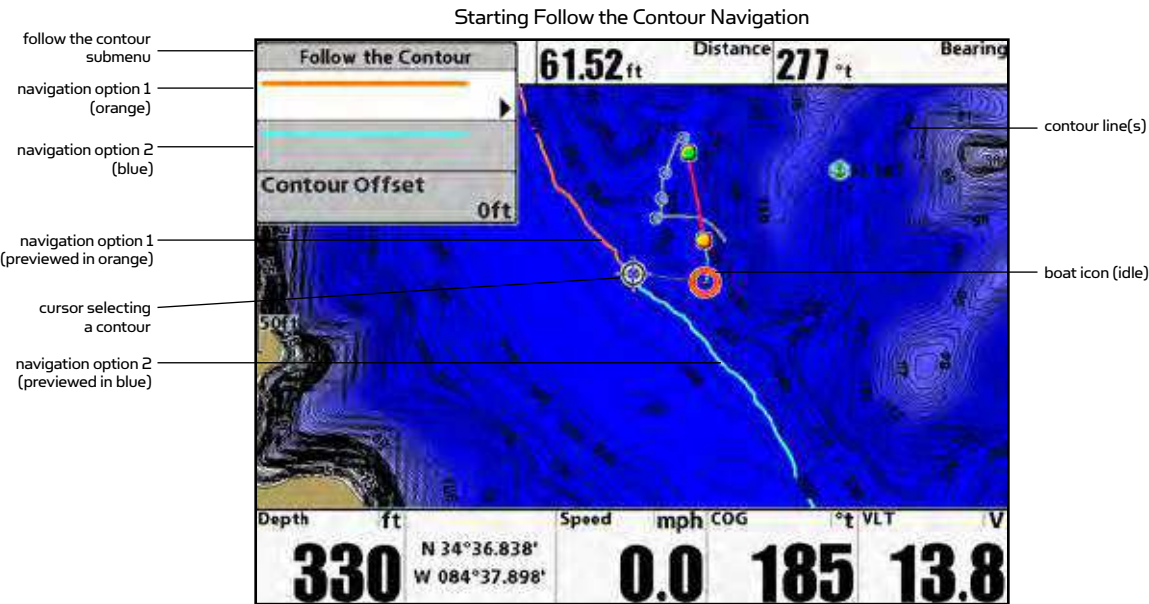 Starting Follow the Contour Navigation
follow the contour
submenu
navigation option 1
(orange)
navigation option 2
(blue)
navigation option 1
(previewed in orange)
cursor selecting
a contour
navigation option 2
(previewed in blue)
Follow the Contour
Contour Offset
0ft
61.52 ft
Distance
277 °t
Bearing
contour line(s)
boat icon (idle)
50ft
Depth ft
330
N 34°36.838'
W 084°37.898'
Speed mph
0.0
COG °t
185
VLT V
13.8